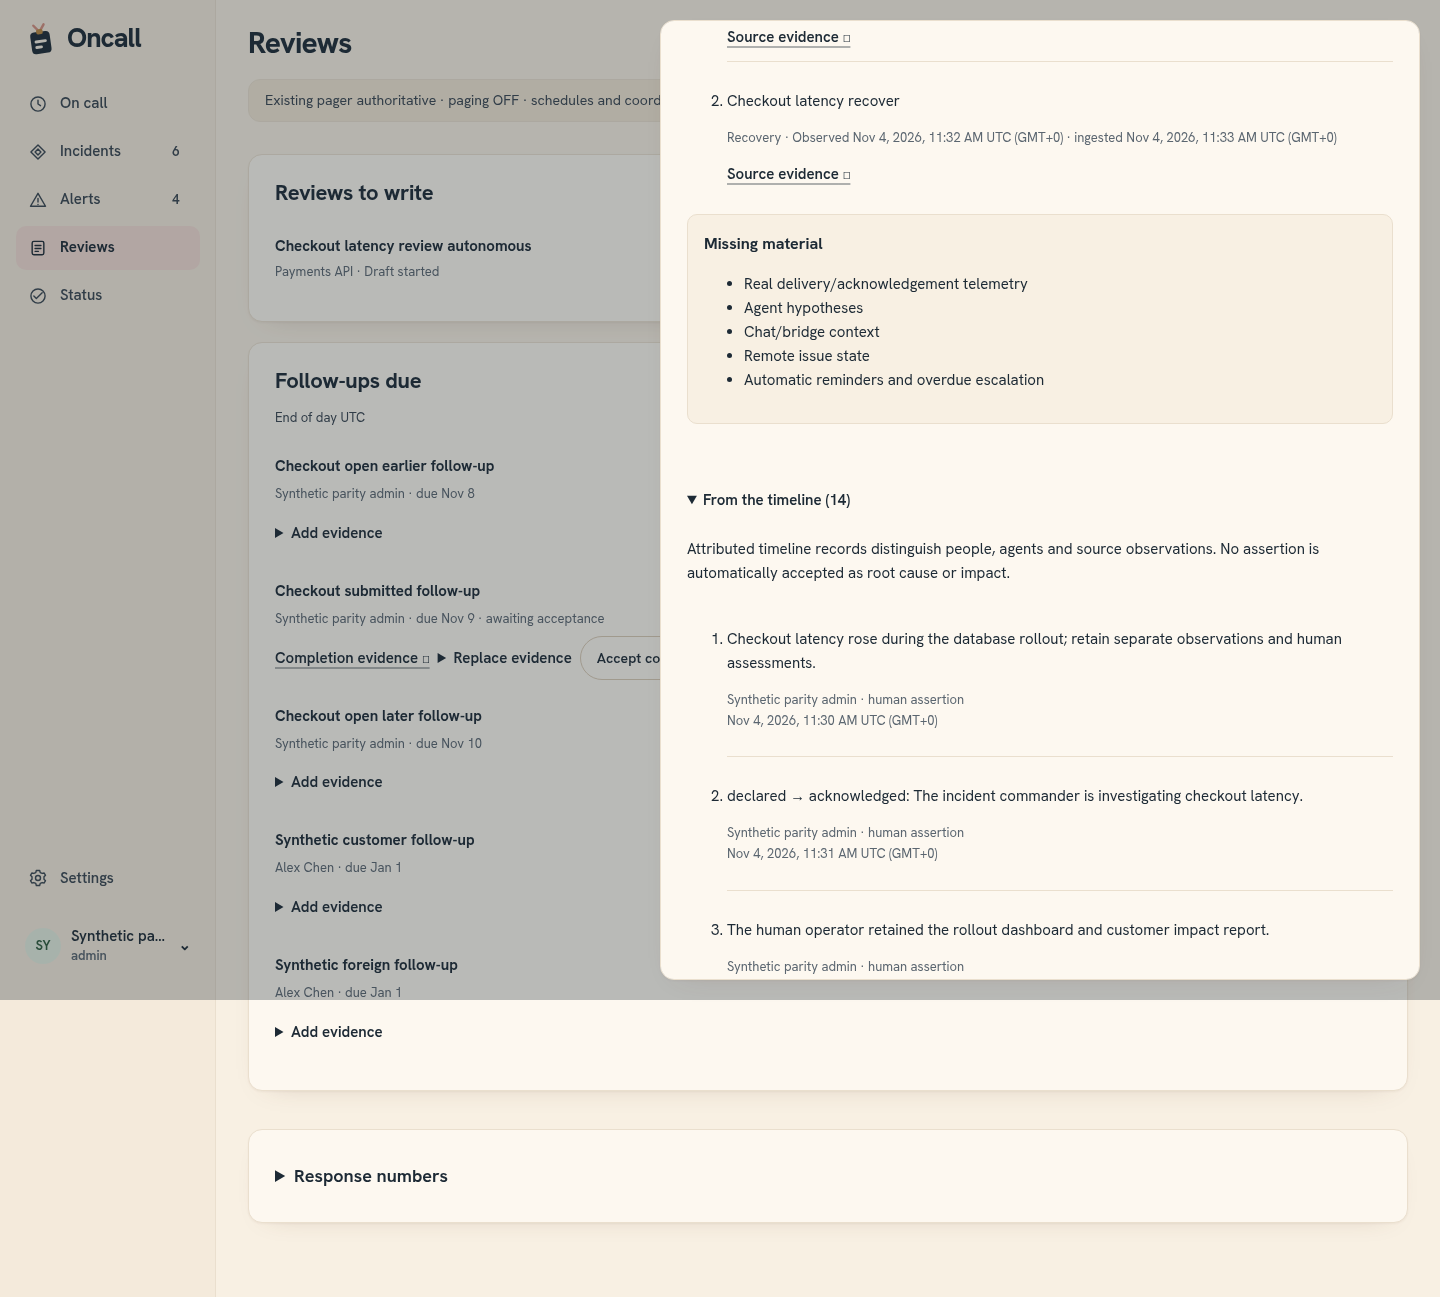 Oncall
On call
Incidents 6
Alerts 4
Reviews
Status
Settings
SY
Synthetic pa...
admin
Reviews
Existing pager authoritative · paging OFF · schedules and coord
Reviews to write
Checkout latency review autonomous
Payments API · Draft started
Follow-ups due
End of day UTC
Checkout open earlier follow-up
Synthetic parity admin · due Nov 8
Add evidence
Checkout submitted follow-up
Synthetic parity admin · due Nov 9 · awaiting acceptance
Completion evidence Replace evidence Accept co
Checkout open later follow-up
Synthetic parity admin · due Nov 10
Add evidence
Synthetic customer follow-up
Alex Chen · due Jan 1
Add evidence
Synthetic foreign follow-up
Alex Chen · due Jan 1
Add evidence
Response numbers
Source evidence
2. Checkout latency recover
Recovery · Observed Nov 4, 2026, 11:32 AM UTC (GMT+0) · ingested Nov 4, 2026, 11:33 AM UTC (GMT+0)
Source evidence
Missing material
• Real delivery/acknowledgement telemetry
• Agent hypotheses
• Chat/bridge context
• Remote issue state
• Automatic reminders and overdue escalation
From the timeline (14)
Attributed timeline records distinguish people, agents and source observations. No assertion is
automatically accepted as root cause or impact.
1. Checkout latency rose during the database rollout; retain separate observations and human
assessments.
Synthetic parity admin · human assertion
Nov 4, 2026, 11:30 AM UTC (GMT+0)
2. declared → acknowledged: The incident commander is investigating checkout latency.
Synthetic parity admin · human assertion
Nov 4, 2026, 11:31 AM UTC (GMT+0)
3. The human operator retained the rollout dashboard and customer impact report.
Synthetic parity admin · human assertion